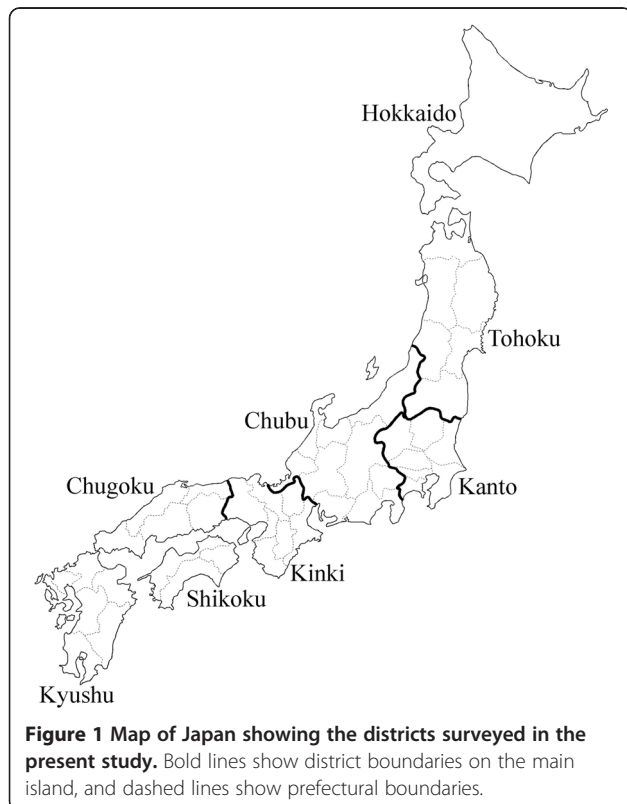 Hokkaido
Tohoku
Chubu
Chugoku
Kanto
Kinki
Shikoku
Kyushu
Figure 1 Map of Japan showing the districts surveyed in the
present study. Bold lines show district boundaries on the main
island, and dashed lines show prefectural boundaries.